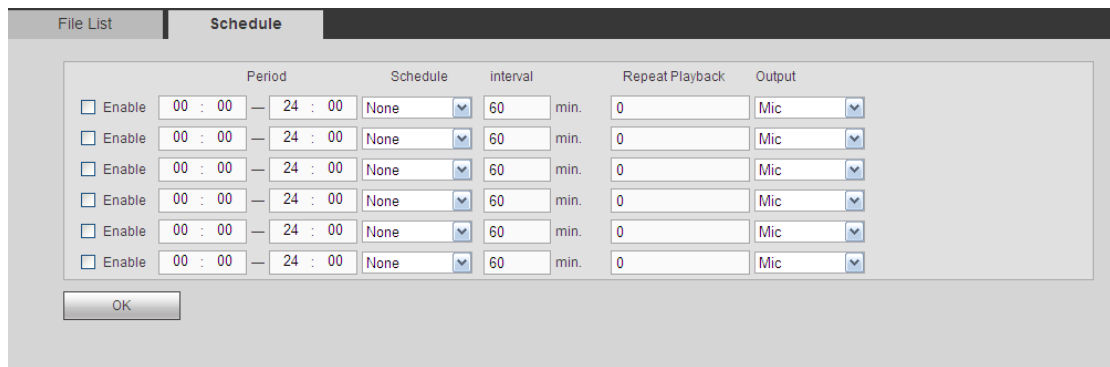 File List Schedule
Period Schedule interval Repeat Playback Output
Enable 00 : 00 — 24 : 00 None 60 min. 0 Mic
Enable 00 : 00 — 24 : 00 None 60 min. 0 Mic
Enable 00 : 00 — 24 : 00 None 60 min. 0 Mic
Enable 00 : 00 — 24 : 00 None 60 min. 0 Mic
Enable 00 : 00 — 24 : 00 None 60 min. 0 Mic
Enable 00 : 00 — 24 : 00 None 60 min. 0 Mic
OK